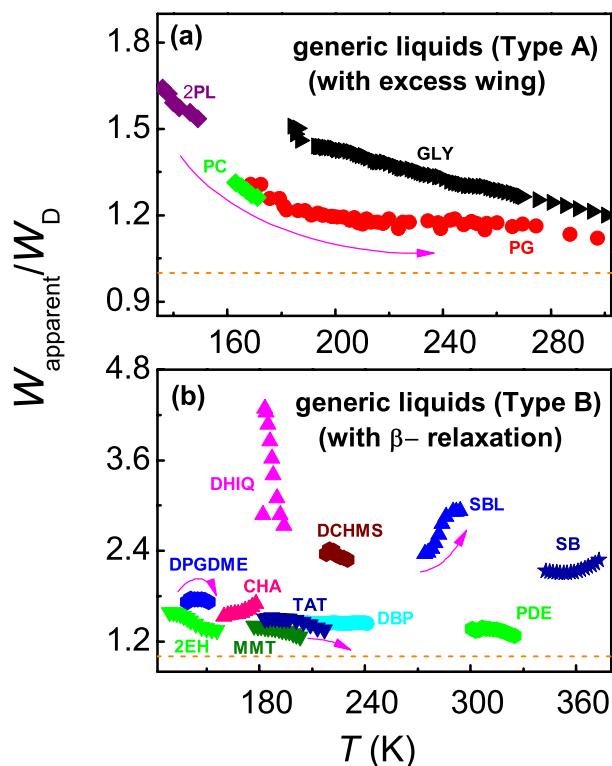 (a)
generic liquids (Type A)
(with excess wing)
1.8
1.5
1.2
0.9
2PL
PC
GLY
PG
160
200
240
280
W apparent/W D
(b)
generic liquids (Type B)
(with β− relaxation)
4.8
3.6
2.4
1.2
DHIQ
DCHMS
SBL
SB
DPGDME
CHA
TAT
DBP
PDE
2EH
MMT
180
240
300
360
T (K)